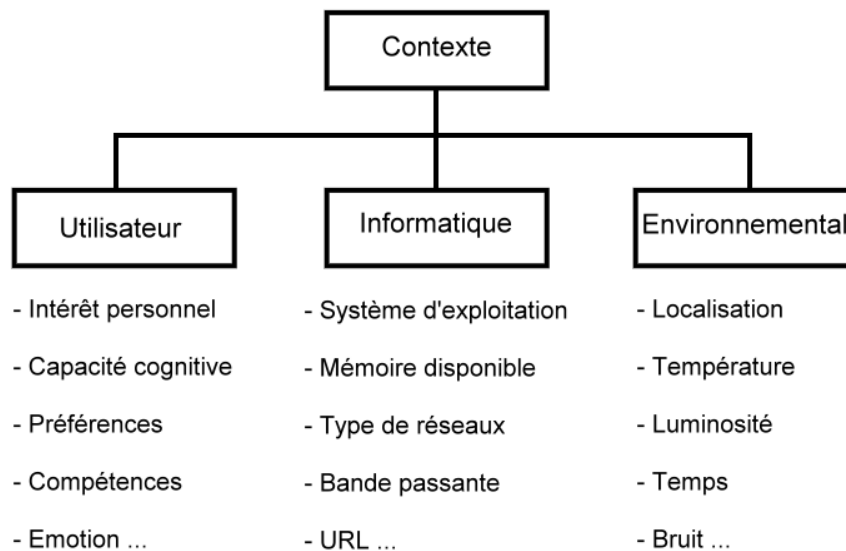 Contexte
Utilisateur
Informatique
Environnemental
- Intérêt personnel
- Capacité cognitive
- Préférences
- Compétences
- Emotion ...
- Système d'exploitation
- Mémoire disponible
- Type de réseaux
- Bande passante
- URL ...
- Localisation
- Température
- Luminosité
- Temps
- Bruit ...